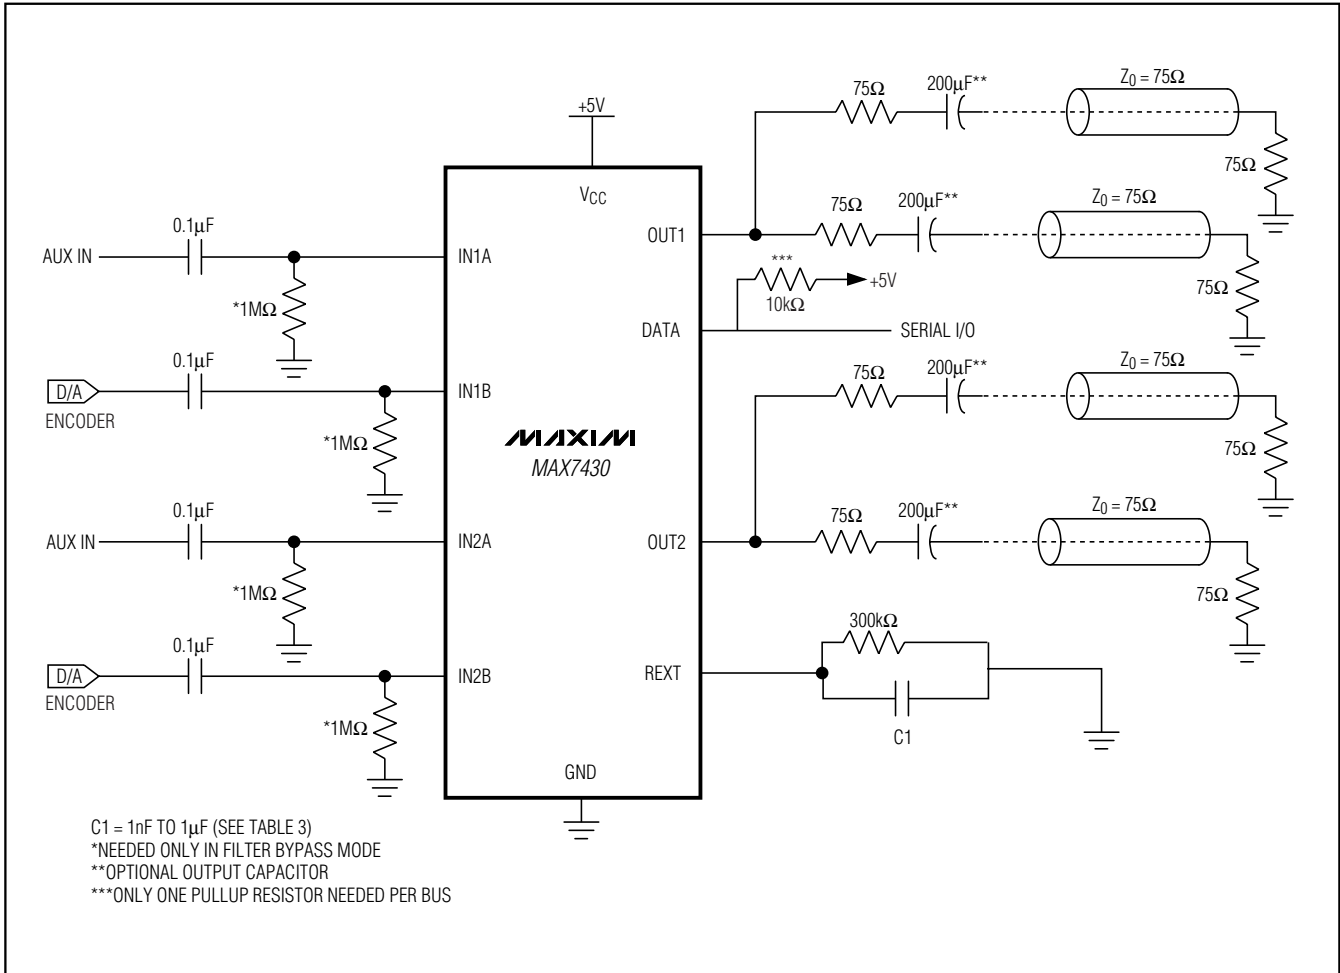 75Ω
200µF**
Z0 = 75Ω
+5V
75Ω
VCC
75Ω
200µF**
Z0 = 75Ω
0.1µF
OUT1
AUX IN
IN1A
***
+5V
75Ω
*1MΩ
10kΩ
DATA
SERIAL I/O
0.1µF
75Ω
200µF**
Z0 = 75Ω
D/A
IN1B
ENCODER
*1MΩ
MAXIM
MAX7430
75Ω
0.1µF
75Ω
200µF**
Z0 = 75Ω
AUX IN
IN2A
OUT2
*1MΩ
75Ω
300kΩ
0.1µF
D/A
IN2B
REXT
ENCODER
*1MΩ
C1
GND
C1 = 1nF TO 1µF (SEE TABLE 3)
*NEEDED ONLY IN FILTER BYPASS MODE
**OPTIONAL OUTPUT CAPACITOR
***ONLY ONE PULLUP RESISTOR NEEDED PER BUS